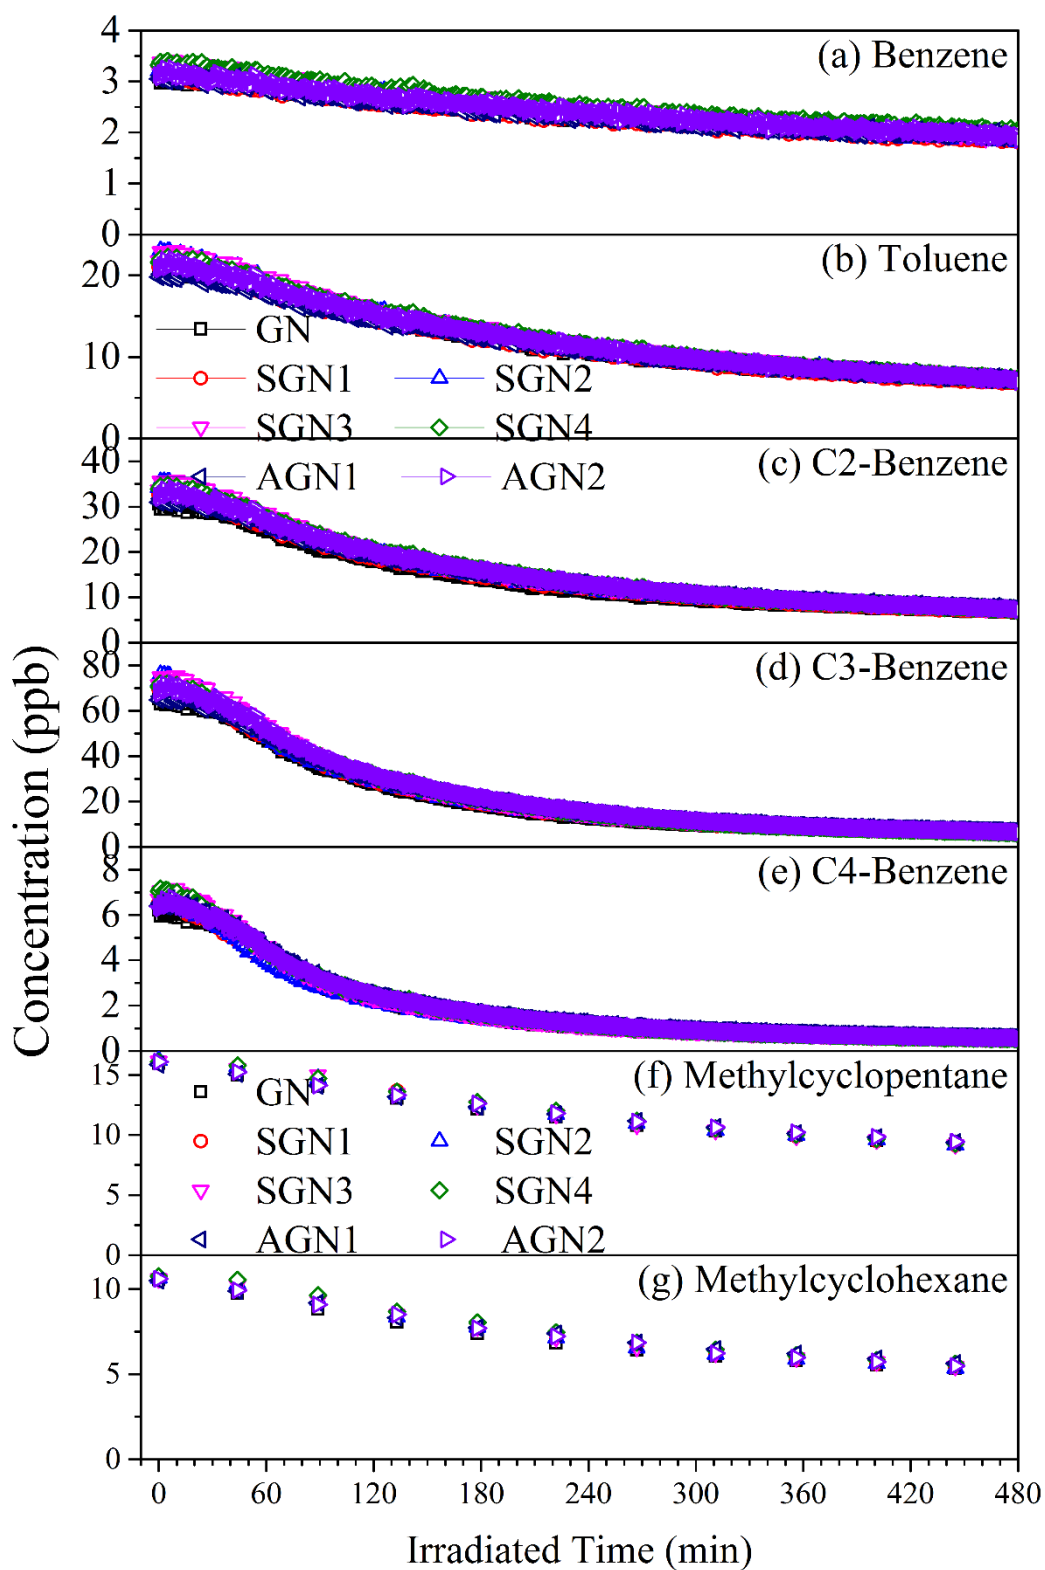 4
3
2
1
0
(a) Benzene
20
10
0
(b) Toluene
GN
SGN1 SGN2
SGN3 SGN4
AGN1 AGN2
40
30
20
10
0
(c) C2-Benzene
80
60
40
20
0
(d) C3-Benzene
8
6
4
2
0
(e) C4-Benzene
15
10
5
0
(f) Methylcyclopentane
GN
SGN1 SGN2
SGN3 SGN4
AGN1 AGN2
10
5
0
(g) Methylcyclohexane
0 60 120 180 240 300 360 420 480
Irradiated Time (min)
Concentration (ppb)